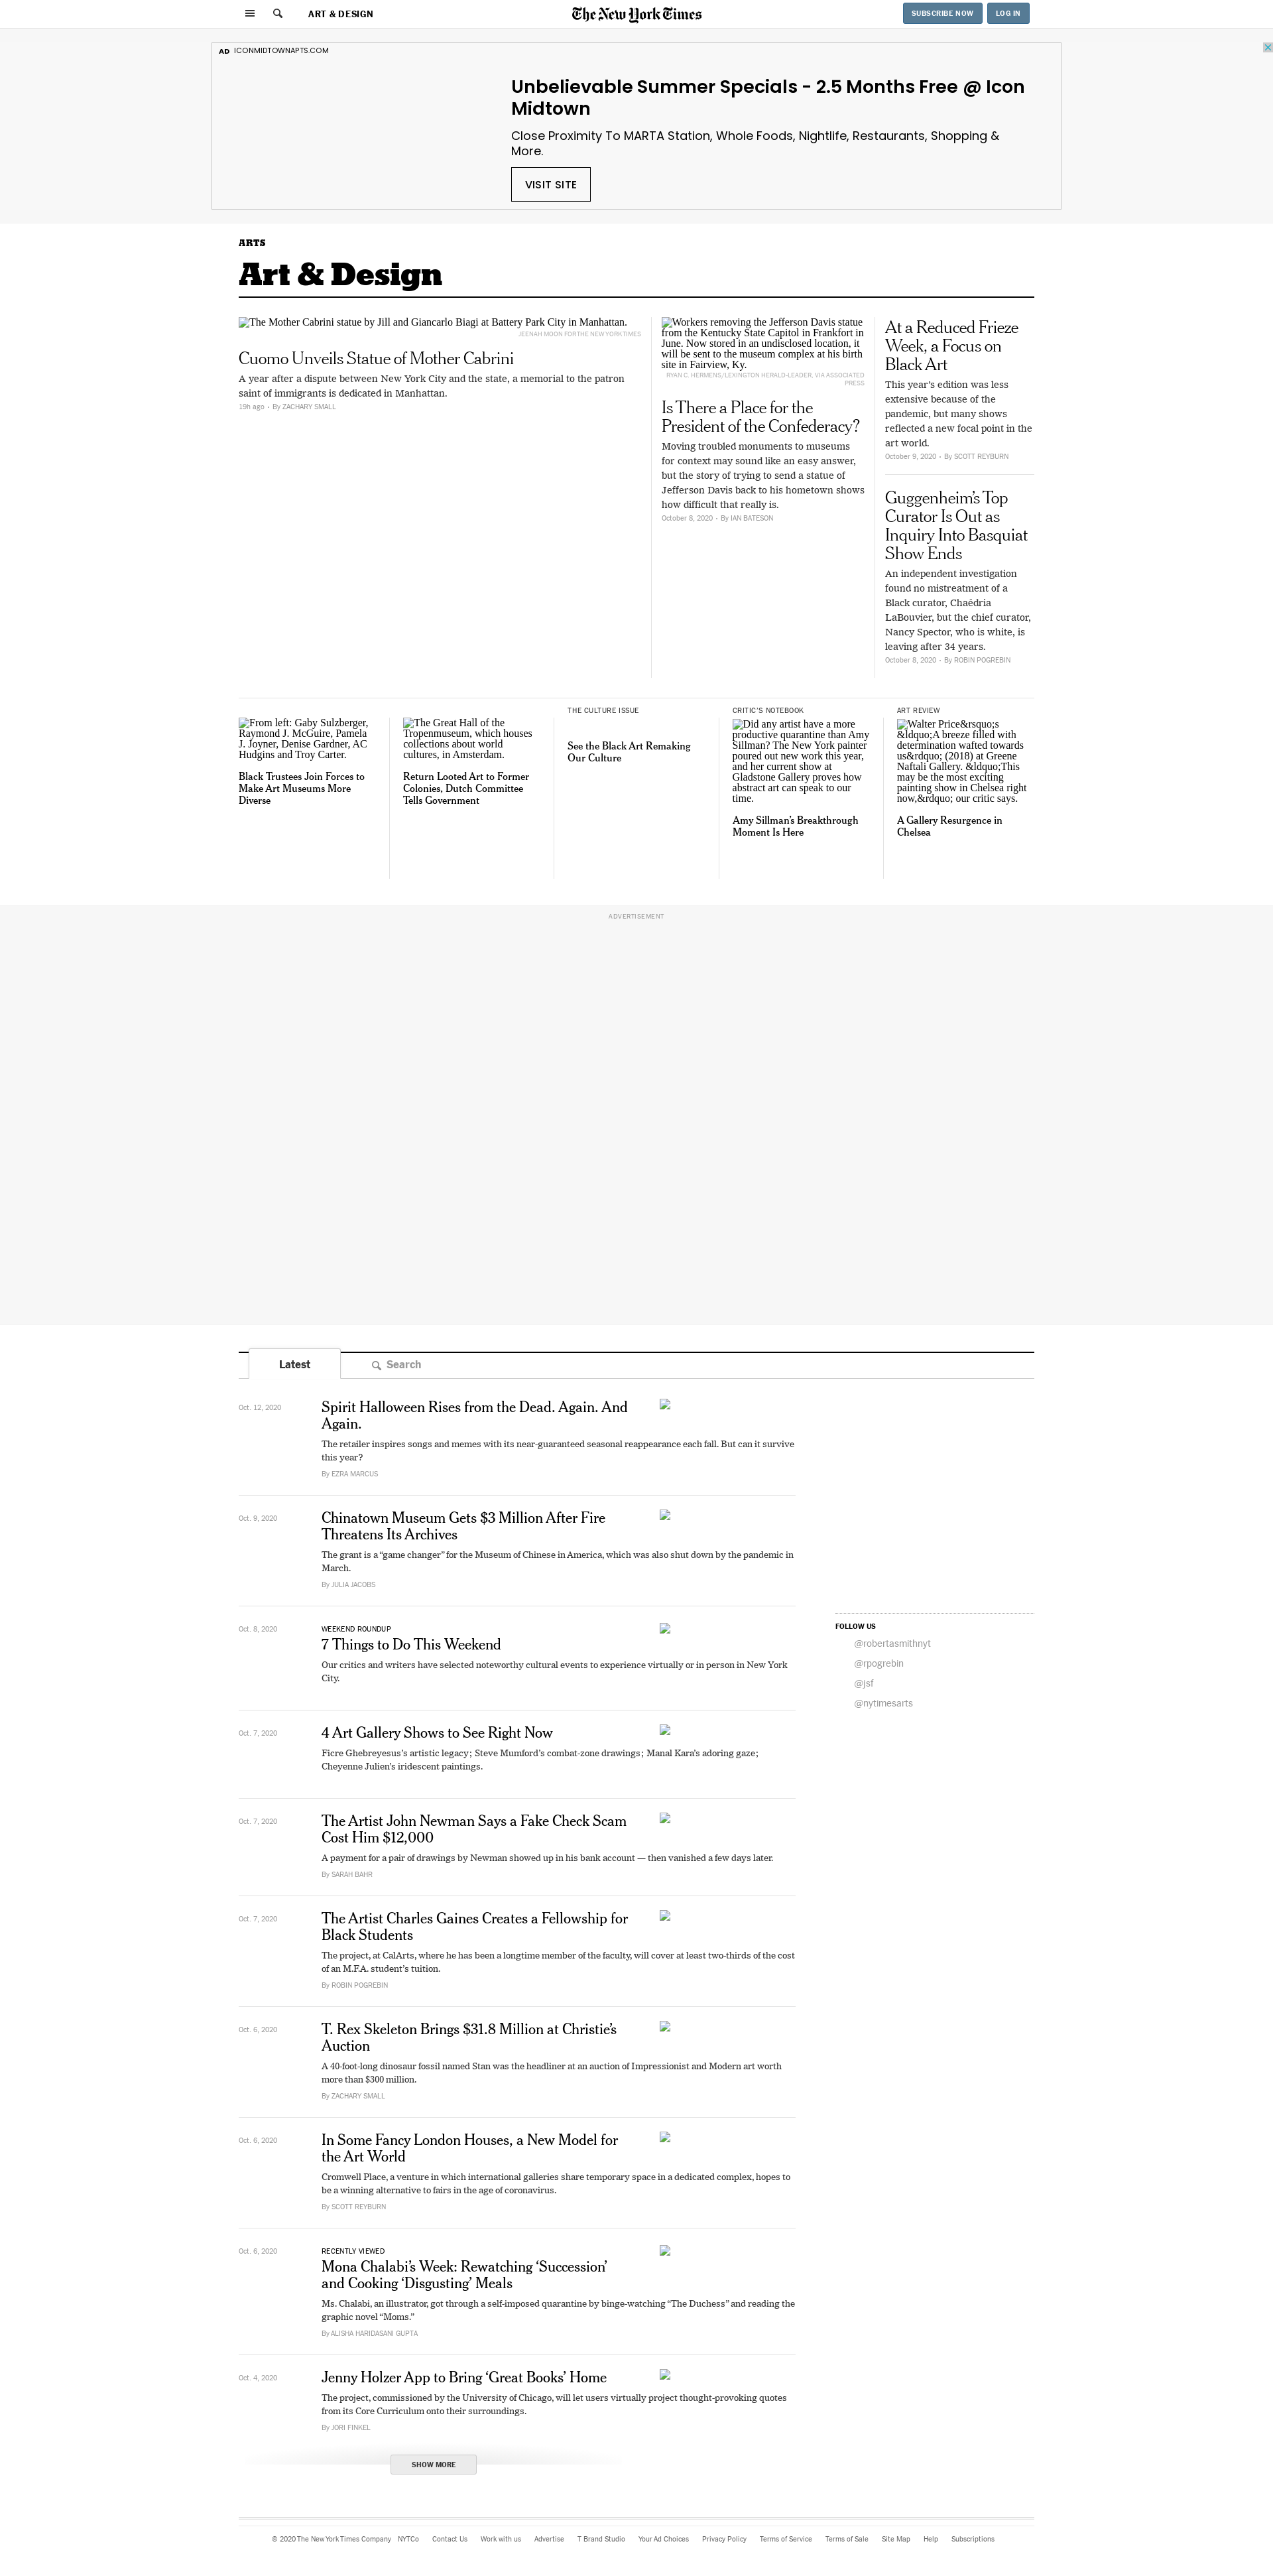 ART & DESIGN
The New York Times
SUBSCRIBE NOW
LOG IN
AD ICONMIDTOWNAPTS.COM
Unbelievable Summer Specials - 2.5 Months Free @ Icon
Midtown
Close Proximity To MARTA Station, Whole Foods, Nightlife, Restaurants, Shopping &
More.
VISIT SITE
ARTS
Art & Design
The Mother Cabrini statue by Jill and Giancarlo Biagi at Battery Park City in Manhattan.
JEENAH MOON FOR THE NEW YORK TIMES
Cuomo Unveils Statue of Mother Cabrini
A year after a dispute between New York City and the state, a memorial to the patron
saint of immigrants is dedicated in Manhattan.
19h ago • By ZACHARY SMALL
Workers removing the Jefferson Davis statue
from the Kentucky State Capitol in Frankfort in
June. Now stored in an undisclosed location, it
will be sent to the museum complex at his birth
site in Fairview, Ky.
RYAN C. HERMENS/LEXINGTON HERALD-LEADER, VIA ASSOCIATED
PRESS
Is There a Place for the
President of the Confederacy?
Moving troubled monuments to museums
for context may sound like an easy answer,
but the story of trying to send a statue of
Jefferson Davis back to his hometown shows
how difficult that really is.
October 8, 2020 • By IAN BATESON
At a Reduced Frieze
Week, a Focus on
Black Art
This year's edition was less
extensive because of the
pandemic, but many shows
reflected a new focal point in the
art world.
October 9, 2020 • By SCOTT REYBURN
Guggenheim's Top
Curator Is Out as
Inquiry Into Basquiat
Show Ends
An independent investigation
found no mistreatment of a
Black curator, Chaédria
LaBouvier, but the chief curator,
Nancy Spector, who is white, is
leaving after 34 years.
October 8, 2020 • By ROBIN POGREBIN
From left: Gaby Sulzberger,
Raymond J. McGuire, Pamela
J. Joyner, Denise Gardner, AC
Hudgins and Troy Carter.
Black Trustees Join Forces to
Make Art Museums More
Diverse
The Great Hall of the
Tropenmuseum, which houses
collections about world
cultures, in Amsterdam.
Return Looted Art to Former
Colonies, Dutch Committee
Tells Government
THE CULTURE ISSUE
See the Black Art Remaking
Our Culture
CRITIC'S NOTEBOOK
Did any artist have a more
productive quarantine than Amy
Sillman? The New York painter
poured out new work this year,
and her current show at
Gladstone Gallery proves how
abstract art can speak to our
time.
Amy Sillman's Breakthrough
Moment Is Here
ART REVIEW
Walter Price&rsquo;s
&ldquo;A breeze filled with
determination wafted towards
us&rdquo; (2018) at Greene
Naftali Gallery. &ldquo;This
may be the most exciting
painting show in Chelsea right
now,&rdquo; our critic says.
A Gallery Resurgence in
Chelsea
ADVERTISEMENT
Latest
Search
Oct. 12, 2020
Spirit Halloween Rises from the Dead. Again. And
Again.
The retailer inspires songs and memes with its near-guaranteed seasonal reappearance each fall. But can it survive
this year?
By EZRA MARCUS
Oct. 9, 2020
Chinatown Museum Gets $3 Million After Fire
Threatens Its Archives
The grant is a “game changer” for the Museum of Chinese in America, which was also shut down by the pandemic in
March.
By JULIA JACOBS
Oct. 8, 2020
WEEKEND ROUNDUP
7 Things to Do This Weekend
Our critics and writers have selected noteworthy cultural events to experience virtually or in person in New York
City.
FOLLOW US
@robertasmithnyt
@rpogrebin
@jsf
@nytimesarts
Oct. 7, 2020
4 Art Gallery Shows to See Right Now
Ficre Ghebreyesus's artistic legacy; Steve Mumford's combat-zone drawings; Manal Kara's adoring gaze;
Cheyenne Julien's iridescent paintings.
Oct. 7, 2020
The Artist John Newman Says a Fake Check Scam
Cost Him $12,000
A payment for a pair of drawings by Newman showed up in his bank account — then vanished a few days later.
By SARAH BAHR
Oct. 7, 2020
The Artist Charles Gaines Creates a Fellowship for
Black Students
The project, at CalArts, where he has been a longtime member of the faculty, will cover at least two-thirds of the cost
of an M.F.A. student's tuition.
By ROBIN POGREBIN
Oct. 6, 2020
T. Rex Skeleton Brings $31.8 Million at Christie's
Auction
A 40-foot-long dinosaur fossil named Stan was the headliner at an auction of Impressionist and Modern art worth
more than $300 million.
By ZACHARY SMALL
Oct. 6, 2020
In Some Fancy London Houses, a New Model for
the Art World
Cromwell Place, a venture in which international galleries share temporary space in a dedicated complex, hopes to
be a winning alternative to fairs in the age of coronavirus.
By SCOTT REYBURN
Oct. 6, 2020
RECENTLY VIEWED
Mona Chalabi's Week: Rewatching ‘Succession’
and Cooking ‘Disgusting’ Meals
Ms. Chalabi, an illustrator, got through a self-imposed quarantine by binge-watching “The Duchess” and reading the
graphic novel “Moms.”
By ALISHA HARIDASANI GUPTA
Oct. 4, 2020
Jenny Holzer App to Bring ‘Great Books’ Home
The project, commissioned by the University of Chicago, will let users virtually project thought-provoking quotes
from its Core Curriculum onto their surroundings.
By JORI FINKEL
SHOW MORE
© 2020 The New York Times Company NYTCo Contact Us Work with us Advertise T Brand Studio Your Ad Choices Privacy Policy Terms of Service Terms of Sale Site Map Help Subscriptions